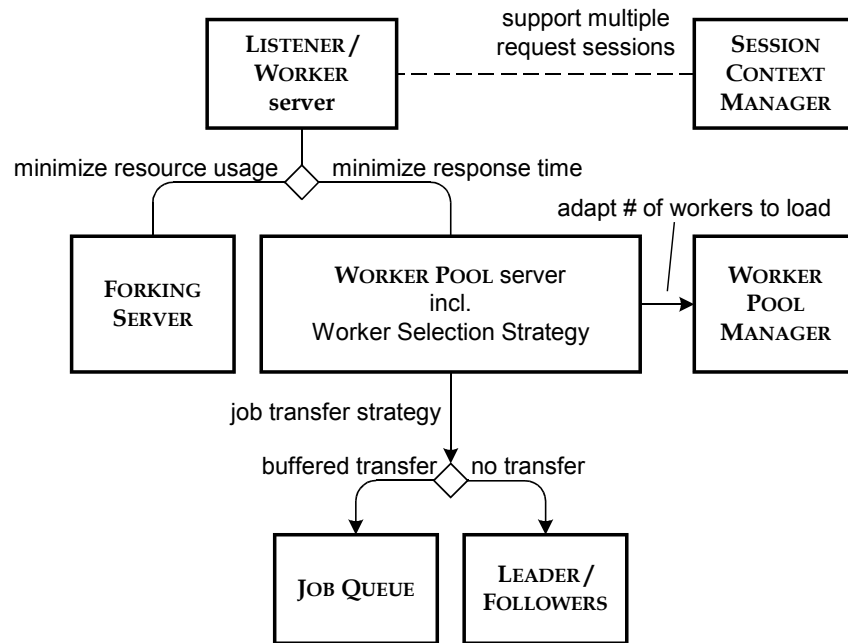 support multiple
request sessions
LISTENER /
WORKER
server
SESSION
CONTEXT
MANAGER
minimize resource usage
minimize response time
adapt # of workers to load
FORKING
SERVER
WORKER POOL server
incl.
Worker Selection Strategy
WORKER
POOL
MANAGER
job transfer strategy
buffered transfer
no transfer
JOB QUEUE
LEADER /
FOLLOWERS